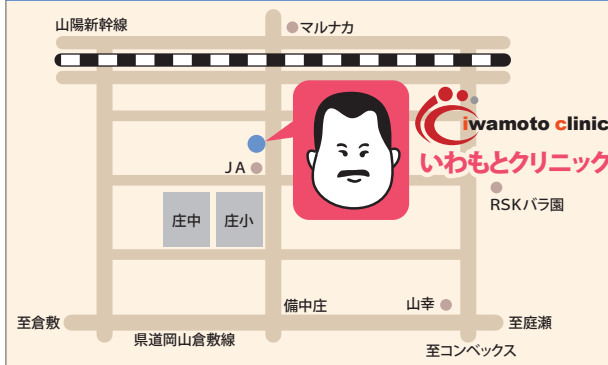 山陽新幹線
マルナカ
iwamoto clinic
いわもとクリニック
JA
RSKバラ園
庄中
庄小
備中庄
山幸
至倉敷
至庭瀬
県道岡山倉敷線
至コンベックス